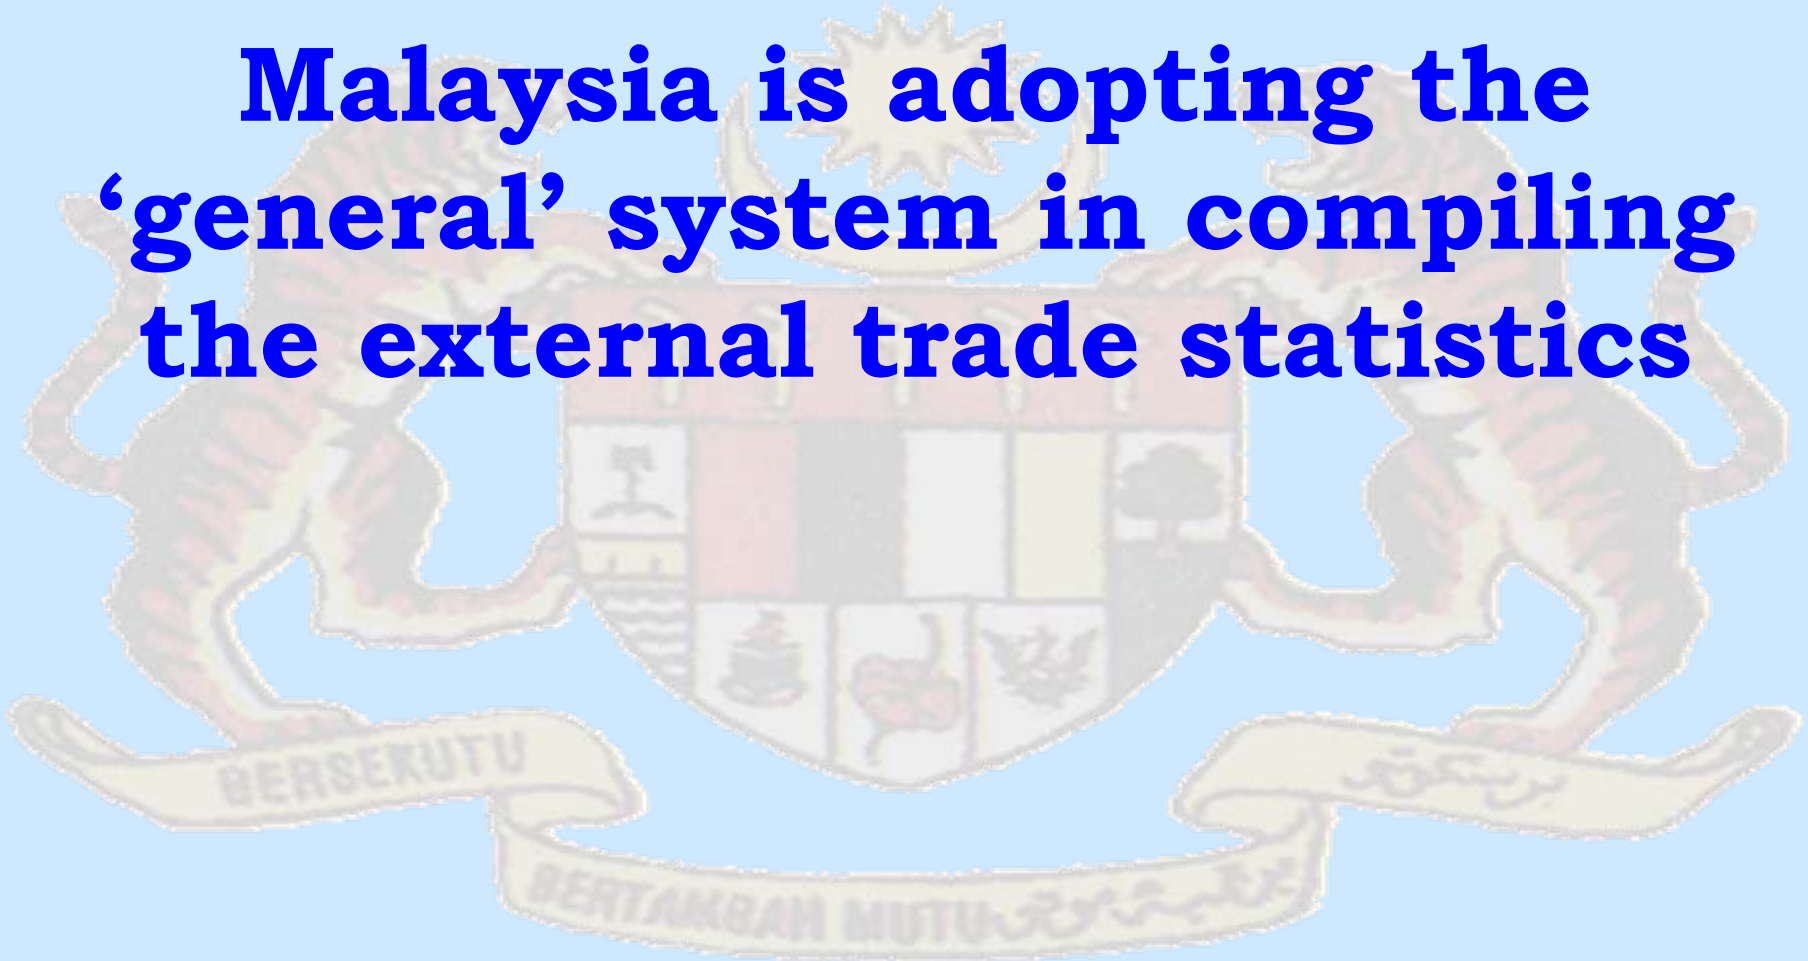 Malaysia is adopting the
‘general’ system in compiling
the external trade statistics
BERSEKUTU
BERTAMBAH MUTU